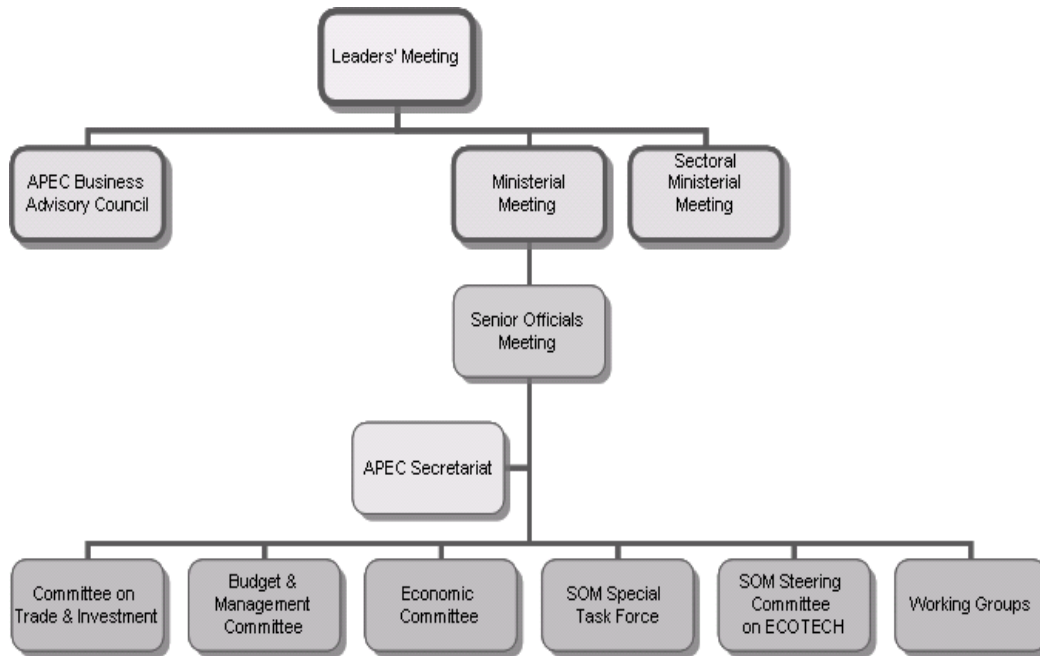 Leaders' Meeting
APEC Business
Advisory Council
Ministerial
Meeting
Sectoral
Ministerial
Meeting
Senior Officials
Meeting
APEC Secretariat
Committee on
Trade & Investment
Budget &
Management
Committee
Economic
Committee
SOM Special
Task Force
SOM Steering
Committee
on ECOTECH
Working Groups